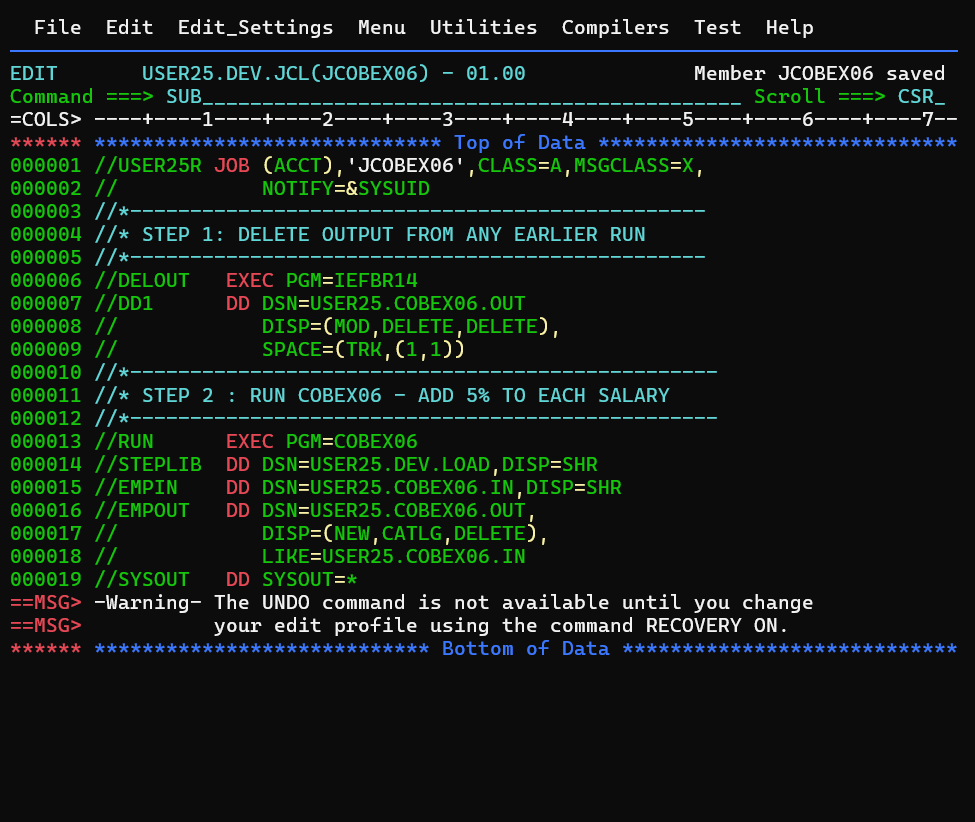 File  Edit  Edit_Settings  Menu  Utilities  Compilers  Test  Help
EDIT       USER25.DEV.JCL(JCOBEX06) - 01.00              Member JCOBEX06 saved
Command ===> SUB_____________________________________________ Scroll ===> CSR_
=COLS> ----+----1----+----2----+----3----+----4----+----5----+----6----+----7--
****** ***************************** Top of Data ******************************
000001 //USER25R JOB (ACCT),'JCOBEX06',CLASS=A,MSGCLASS=X,
000002 //            NOTIFY=&SYSUID
000003 //*------------------------------------------------
000004 //* STEP 1: DELETE OUTPUT FROM ANY EARLIER RUN
000005 //*------------------------------------------------
000006 //DELOUT   EXEC PGM=IEFBR14
000007 //DD1      DD DSN=USER25.COBEX06.OUT
000008 //            DISP=(MOD,DELETE,DELETE),
000009 //            SPACE=(TRK,(1,1))
000010 //*-------------------------------------------------
000011 //* STEP 2 : RUN COBEX06 - ADD 5% TO EACH SALARY
000012 //*-------------------------------------------------
000013 //RUN      EXEC PGM=COBEX06
000014 //STEPLIB  DD DSN=USER25.DEV.LOAD,DISP=SHR
000015 //EMPIN    DD DSN=USER25.COBEX06.IN,DISP=SHR
000016 //EMPOUT   DD DSN=USER25.COBEX06.OUT,
000017 //            DISP=(NEW,CATLG,DELETE),
000018 //            LIKE=USER25.COBEX06.IN
000019 //SYSOUT   DD SYSOUT=*
==MSG> -Warning- The UNDO command is not available until you change
==MSG>           your edit profile using the command RECOVERY ON.
****** **************************** Bottom of Data ****************************